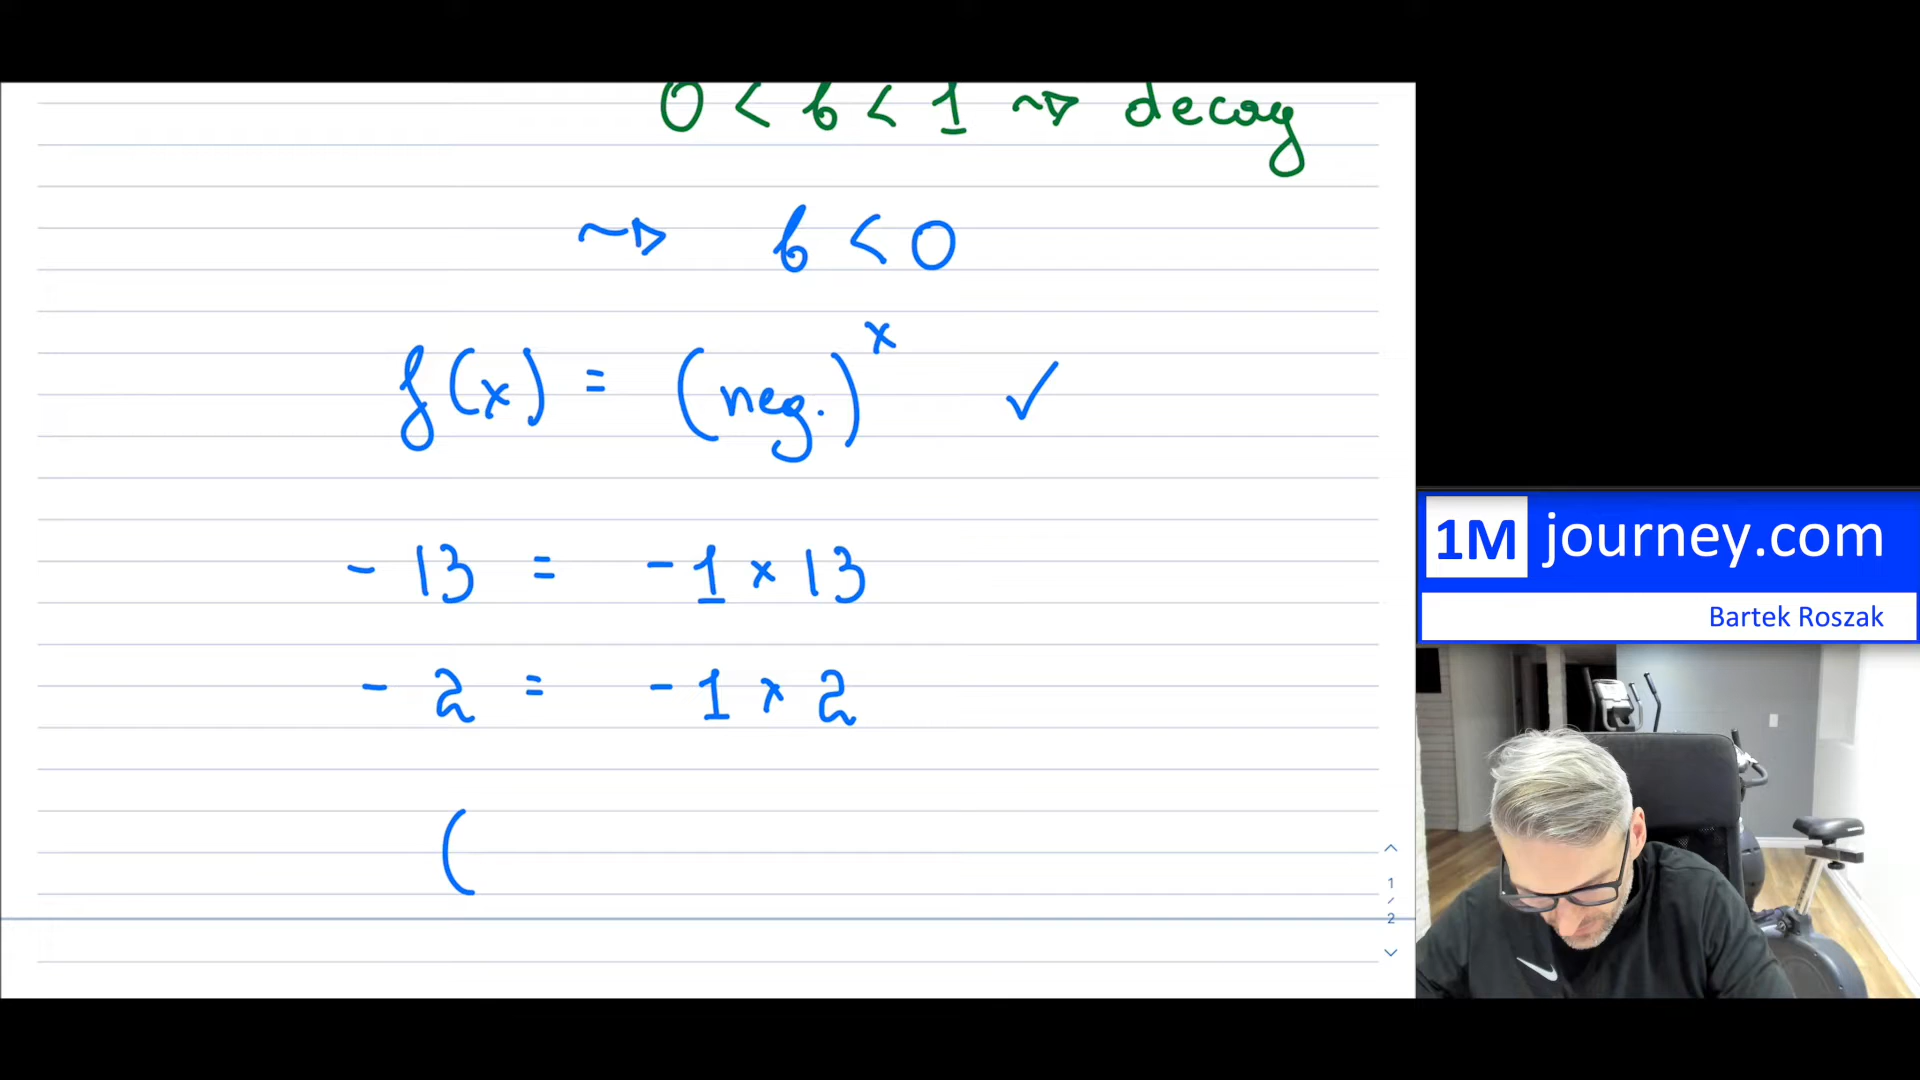 0 < b < 1 ⇝ decay
⇝ b < 0
f(x) = (neg.)ˣ ✓
- 13 = - 1 × 13
- 2 = - 1 × 2
(
1
/
2
1M journey.com
Bartek Roszak